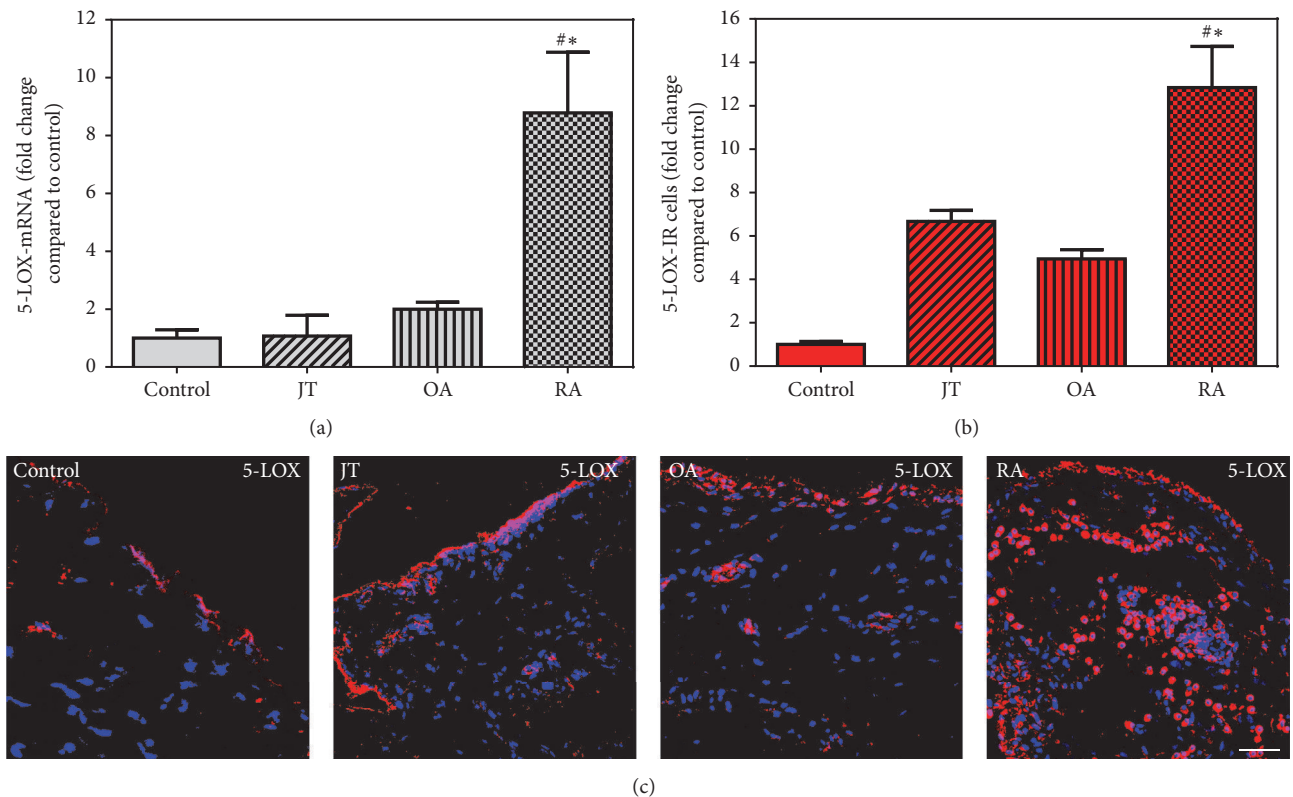 12
10
8
6
4
2
0
5-LOX-mRNA (fold change
compared to control)
#*
Control JT OA RA
(a)
16
14
12
10
8
6
4
2
0
5-LOX-IR cells (fold change
compared to control)
#*
Control JT OA RA
(b)
Control 5-LOX
JT 5-LOX
OA 5-LOX
RA 5-LOX
(c)